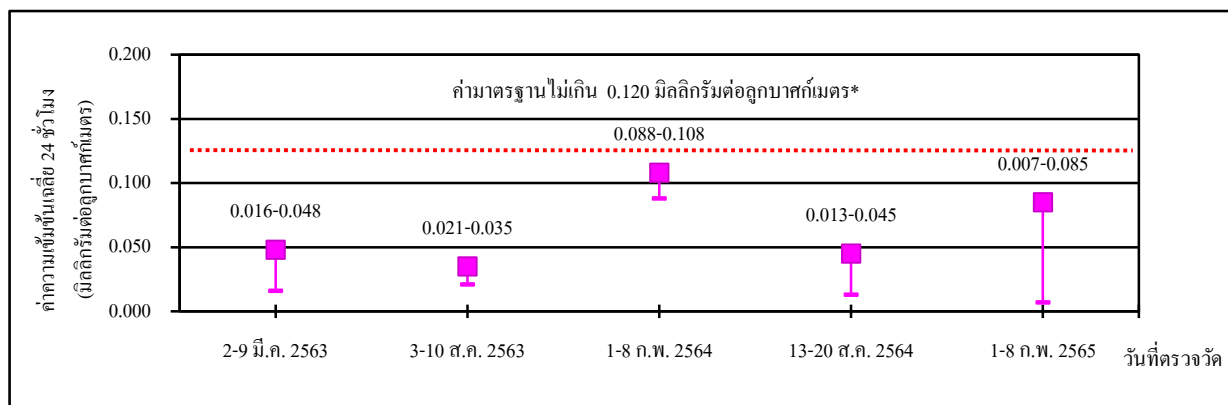 ค่าความเข้มข้นเฉลี่ย 24 ชั่วโมง
(มิลลิกรัมต่อลูกบาศก์เมตร)
0.200
0.150
0.100
0.050
0.000
ค่ามาตรฐานไม่เกิน 0.120 มิลลิกรัมต่อลูกบาศก์เมตร*
0.088-0.108
0.007-0.085
0.016-0.048
0.021-0.035
0.013-0.045
2-9 มี.ค. 2563
3-10 ส.ค. 2563
1-8 ก.พ. 2564
13-20 ส.ค. 2564
1-8 ก.พ. 2565
วันที่ตรวจวัด